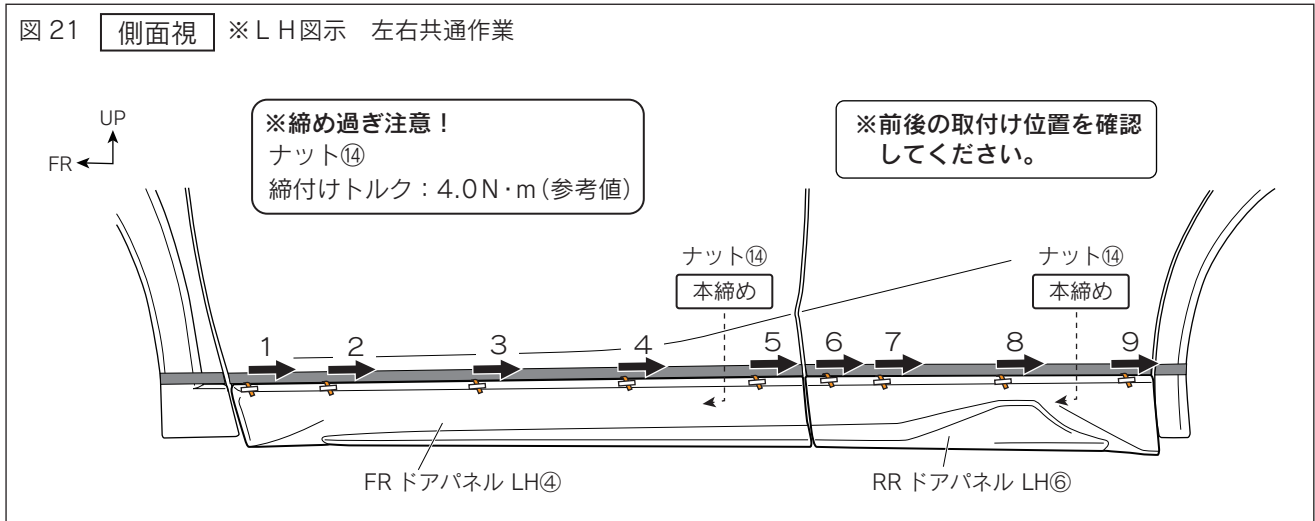 図 21 側面視 ※ＬＨ図示　左右共通作業
UP
FR
※締め過ぎ注意！
ナット⑭
締付けトルク：4.0N・m(参考値)
※前後の取付け位置を確認
してください。
ナット⑭
本締め
ナット⑭
本締め
1 2 3 4 5 6 7 8 9
FR ドアパネル LH④
RR ドアパネル LH⑥